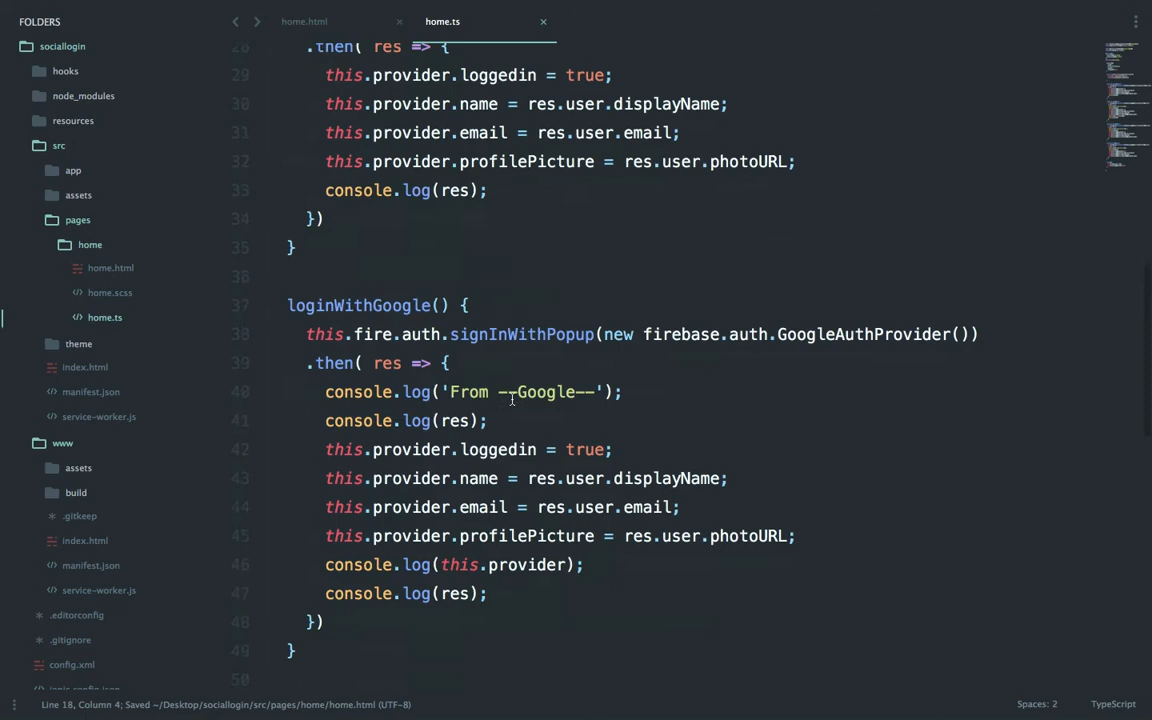 FOLDERS
sociallogin
hooks
node_modules
resources
src
app
assets
pages
home
home.html
home.scss
home.ts
theme
index.html
manifest.json
service-worker.js
www
assets
build
.gitkeep
index.html
manifest.json
service-worker.js
.editorconfig
.gitignore
config.xml
ionic.config.json
home.html
home.ts
28 .then( res => {
29 this.provider.loggedin = true;
30 this.provider.name = res.user.displayName;
31 this.provider.email = res.user.email;
32 this.provider.profilePicture = res.user.photoURL;
33 console.log(res);
34 })
35 }
36
37 loginWithGoogle() {
38 this.fire.auth.signInWithPopup(new firebase.auth.GoogleAuthProvider())
39 .then( res => {
40 console.log('From --Google--');
41 console.log(res);
42 this.provider.loggedin = true;
43 this.provider.name = res.user.displayName;
44 this.provider.email = res.user.email;
45 this.provider.profilePicture = res.user.photoURL;
46 console.log(this.provider);
47 console.log(res);
48 })
49 }
50
Line 18, Column 4; Saved ~/Desktop/sociallogin/src/pages/home/home.html (UTF-8)
Spaces: 2
TypeScript